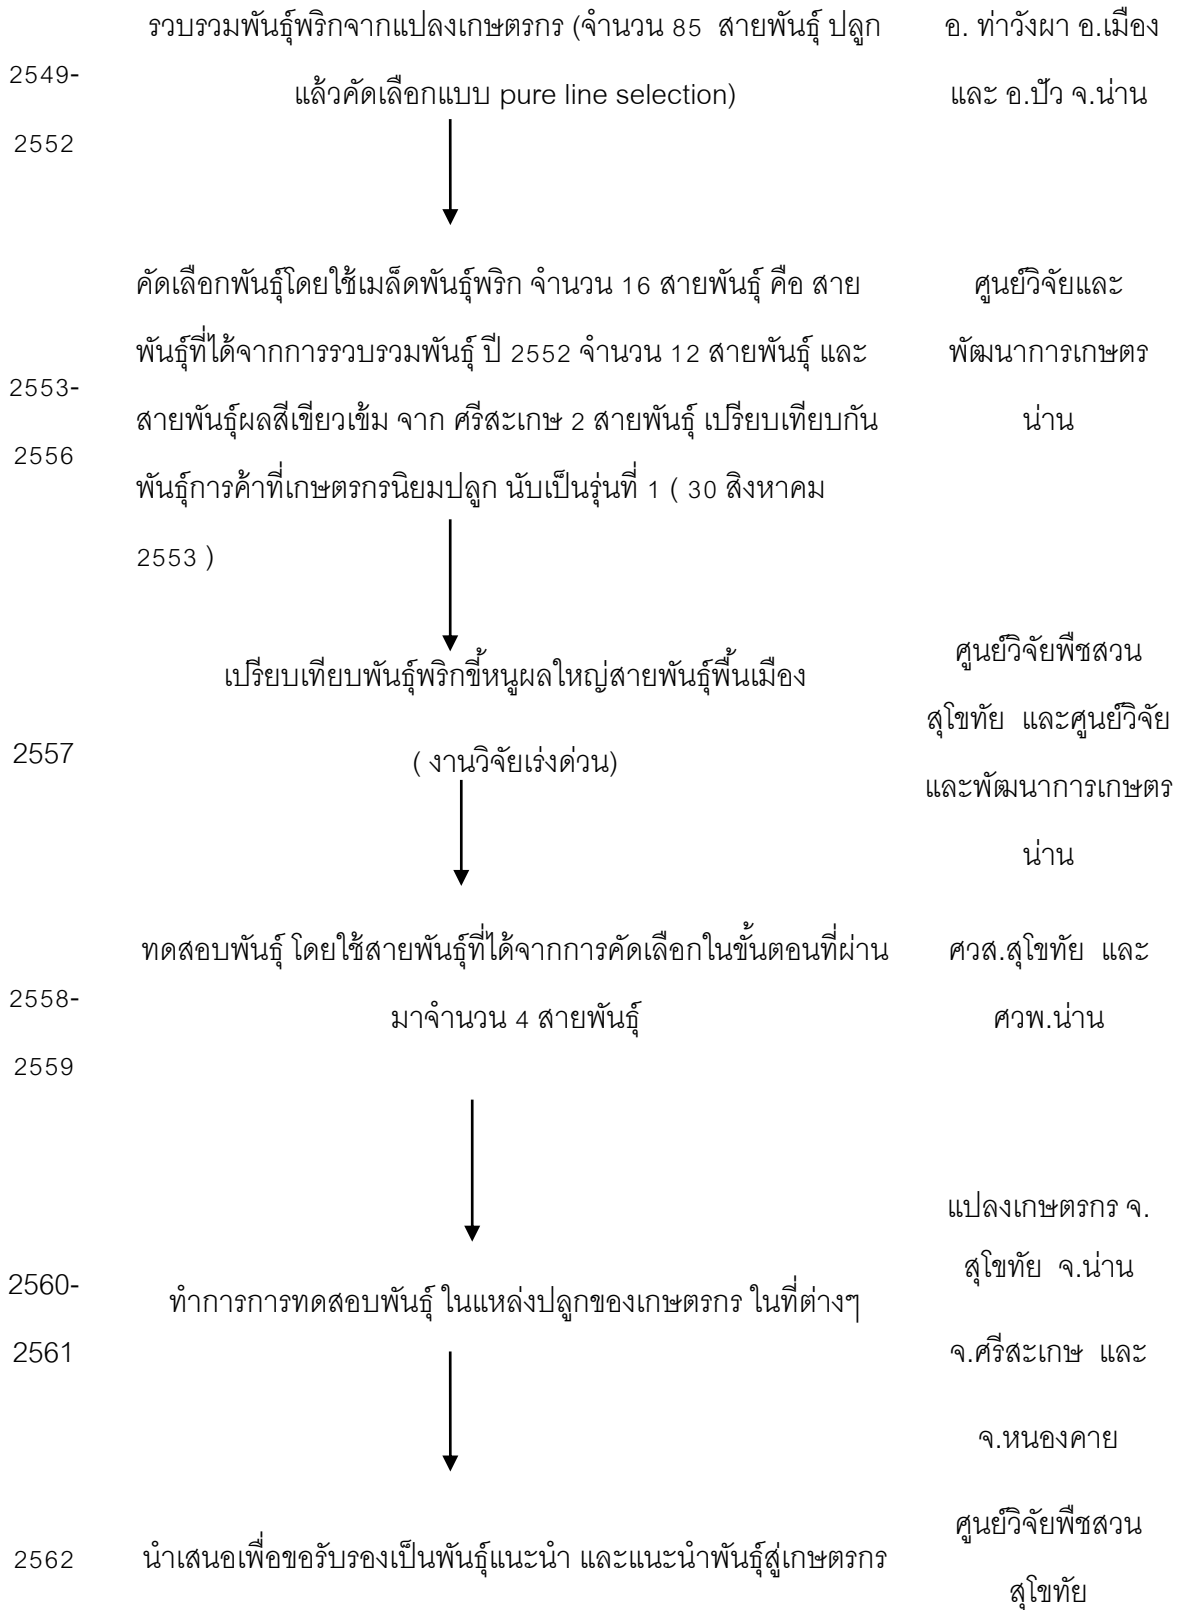 รวบรวมพันธุ์พริกจากแปลงเกษตรกร (จำนวน 85 สายพันธุ์ ปลูก
แล้วคัดเลือกแบบ pure line selection)
2549-
2552
อ. ท่าวังผา อ.เมือง
และ อ.ปัว จ.น่าน
คัดเลือกพันธุ์โดยใช้เมล็ดพันธุ์พริก จำนวน 16 สายพันธุ์ คือ สาย
พันธุ์ที่ได้จากการรวบรวมพันธุ์ ปี 2552 จำนวน 12 สายพันธุ์ และ
สายพันธุ์ผลสีเขียวเข้ม จาก ศรีสะเกษ 2 สายพันธุ์ เปรียบเทียบกัน
พันธุ์การค้าที่เกษตรกรนิยมปลูก นับเป็นรุ่นที่ 1 ( 30 สิงหาคม
2553 )
2553-
2556
ศูนย์วิจัยและ
พัฒนาการเกษตร
น่าน
เปรียบเทียบพันธุ์พริกขี้หนูผลใหญ่สายพันธุ์พื้นเมือง
( งานวิจัยเร่งด่วน)
2557
ศูนย์วิจัยพืชสวน
สุโขทัย และศูนย์วิจัย
และพัฒนาการเกษตร
น่าน
ทดสอบพันธุ์ โดยใช้สายพันธุ์ที่ได้จากการคัดเลือกในขั้นตอนที่ผ่าน
มาจำนวน 4 สายพันธุ์
2558-
2559
ศวส.สุโขทัย และ
ศวพ.น่าน
2560-
2561
ทำการการทดสอบพันธุ์ ในแหล่งปลูกของเกษตรกร ในที่ต่างๆ
แปลงเกษตรกร จ.
สุโขทัย จ.น่าน
จ.ศรีสะเกษ และ
จ.หนองคาย
2562
นำเสนอเพื่อขอรับรองเป็นพันธุ์แนะนำ และแนะนำพันธุ์สู่เกษตรกร
ศูนย์วิจัยพืชสวน
สุโขทัย